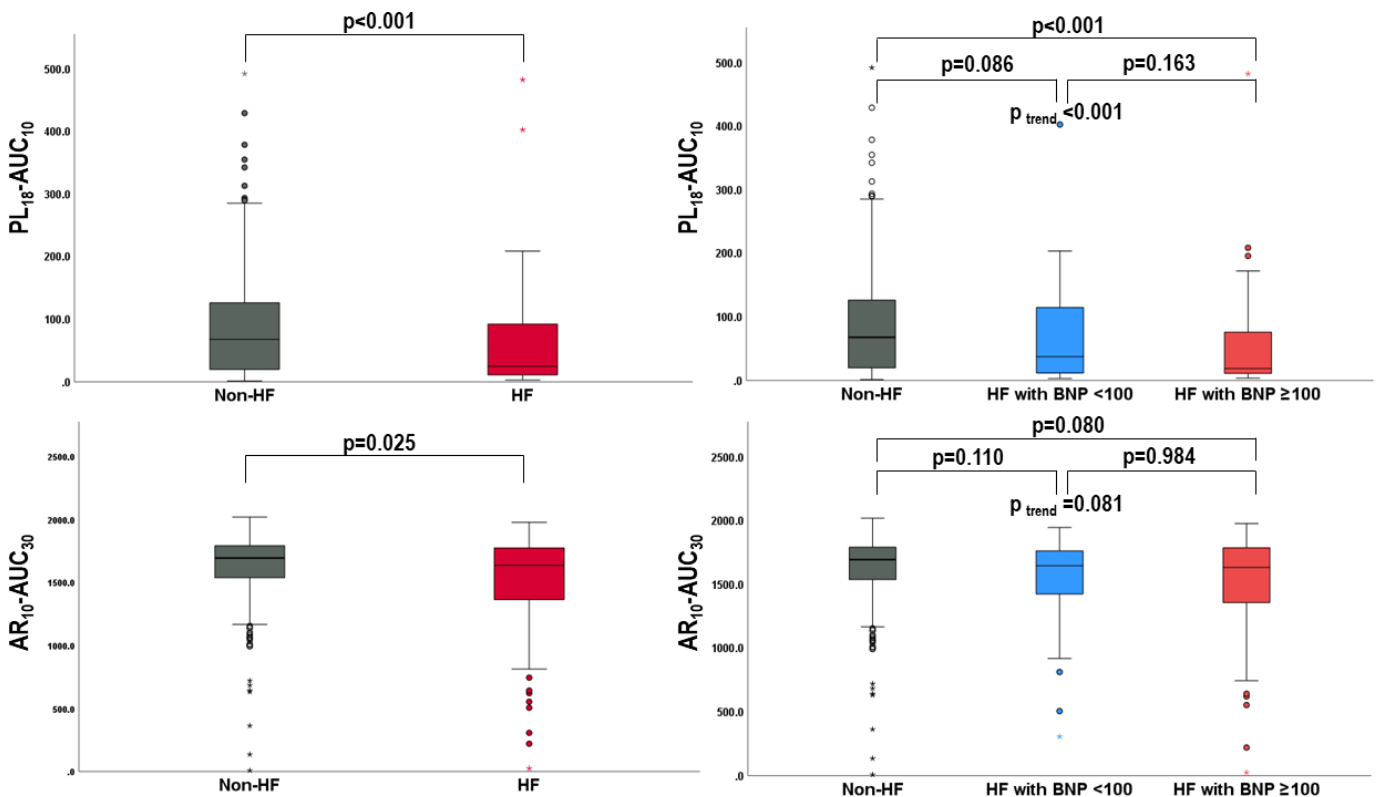 p<0.001
500.0
400.0
300.0
200.0
100.0
.0
PL18-AUC10
Non-HF
HF
p<0.001
p=0.086
p=0.163
p trend <0.001
500.0
400.0
300.0
200.0
100.0
.0
PL18-AUC10
Non-HF
HF with BNP <100
HF with BNP ≥100
p=0.025
2500.0
2000.0
1500.0
1000.0
500.0
.0
AR10-AUC30
Non-HF
HF
p=0.080
p=0.110
p=0.984
p trend =0.081
2500.0
2000.0
1500.0
1000.0
500.0
.0
AR10-AUC30
Non-HF
HF with BNP <100
HF with BNP ≥100